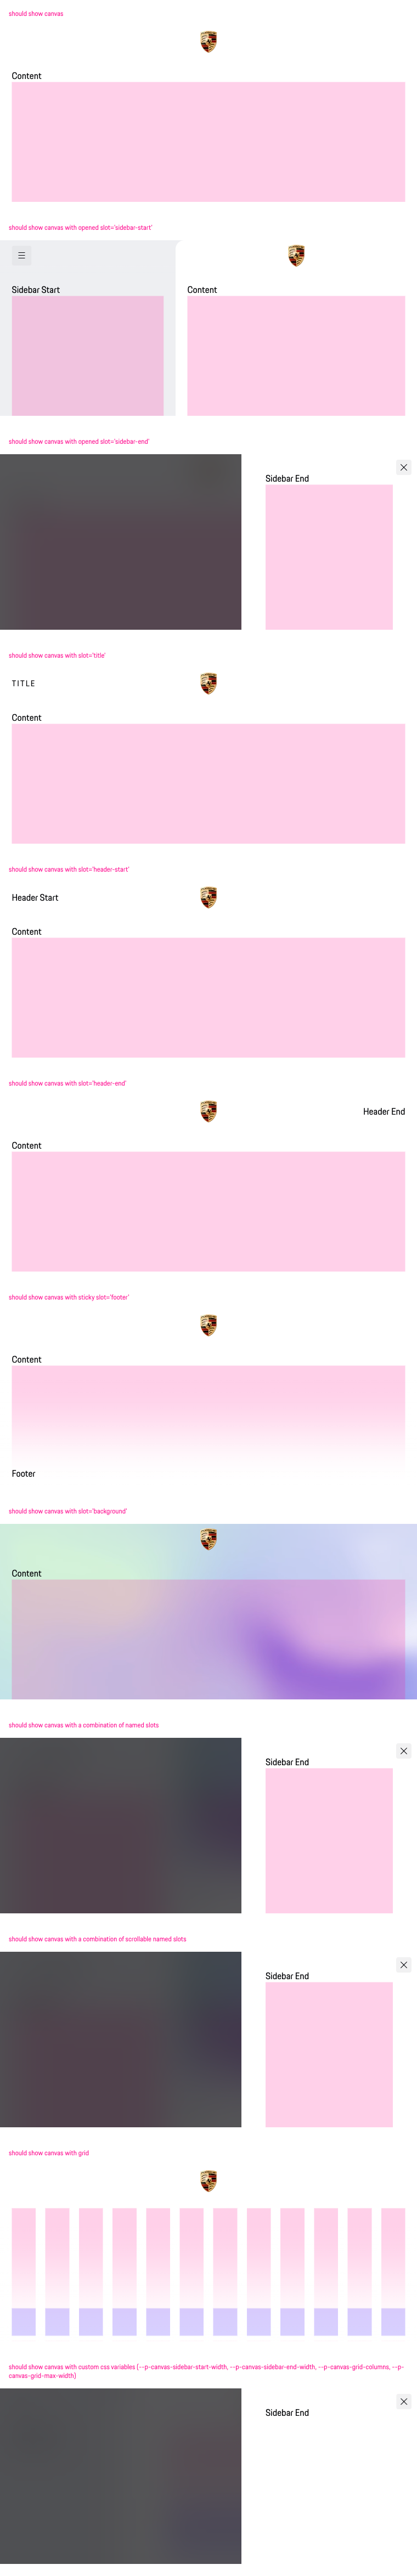 should show canvas
Content
should show canvas with opened slot='sidebar-start'
Sidebar Start
Content
should show canvas with opened slot='sidebar-end'
Sidebar End
should show canvas with slot='title'
TITLE
Content
should show canvas with slot='header-start'
Header Start
Content
should show canvas with slot='header-end'
Header End
Content
should show canvas with sticky slot='footer'
Content
Footer
should show canvas with slot='background'
Content
should show canvas with a combination of named slots
Sidebar End
should show canvas with a combination of scrollable named slots
Sidebar End
should show canvas with grid
should show canvas with custom css variables (--p-canvas-sidebar-start-width, --p-canvas-sidebar-end-width, --p-canvas-grid-columns, --p-
canvas-grid-max-width)
Sidebar End